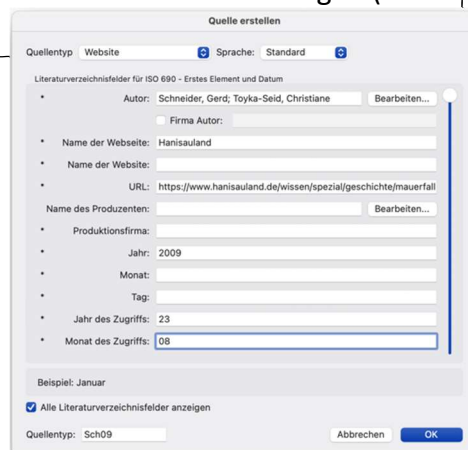 Quelle erstellen
Quellentyp Website Sprache: Standard
Literaturverzeichnisfelder für ISO 690 - Erstes Element und Datum
* Autor: Schneider, Gerd; Toyka-Seid, Christiane Bearbeiten...
Firma Autor:
* Name der Webseite: Hanisauland
* Name der Website:
* URL: https://www.hanisauland.de/wissen/spezial/geschichte/mauerfall
Name des Produzenten: Bearbeiten...
* Produktionsfirma:
* Jahr: 2009
* Monat:
* Tag:
* Jahr des Zugriffs: 23
* Monat des Zugriffs: 08
Beispiel: Januar
Alle Literaturverzeichnisfelder anzeigen
Quellentyp: Sch09 Abbrechen OK